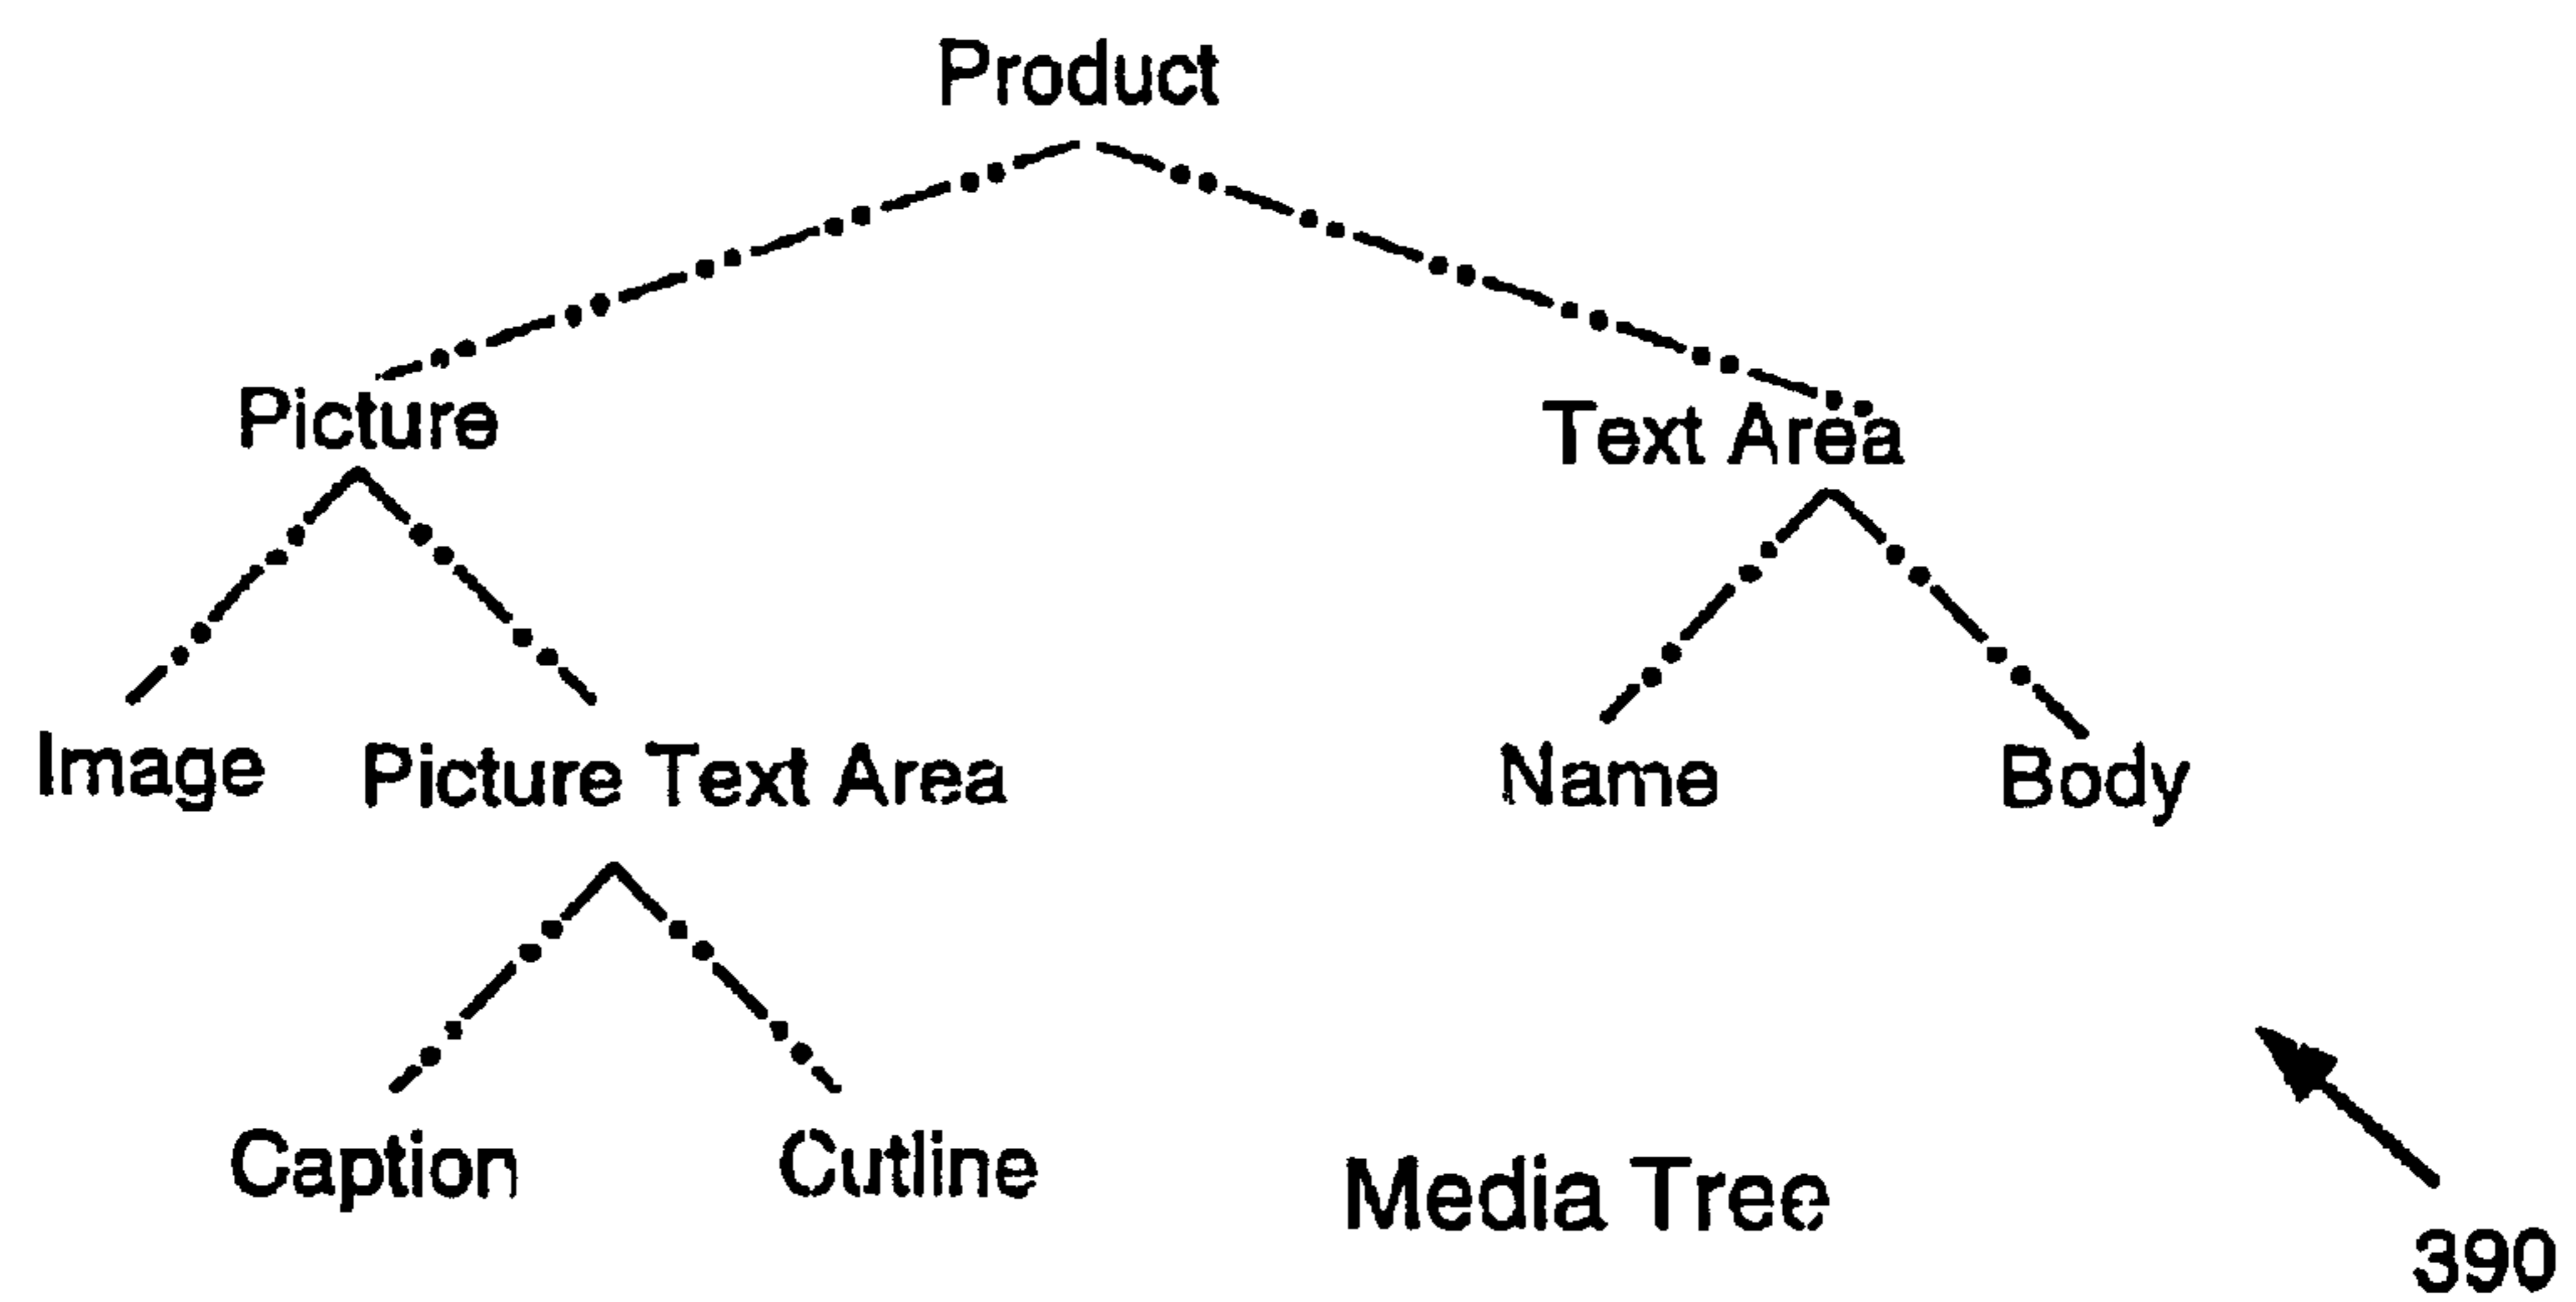 Product
Picture
Text Area
Image
Picture Text Area
Name
Body
Caption
Cutline
Media Tree
390